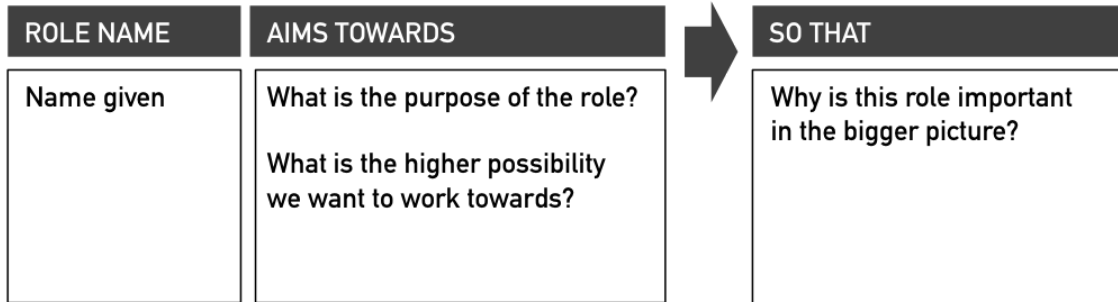 ROLE NAME
AIMS TOWARDS
SO THAT
Name given
What is the purpose of the role?
What is the higher possibility
we want to work towards?
Why is this role important
in the bigger picture?